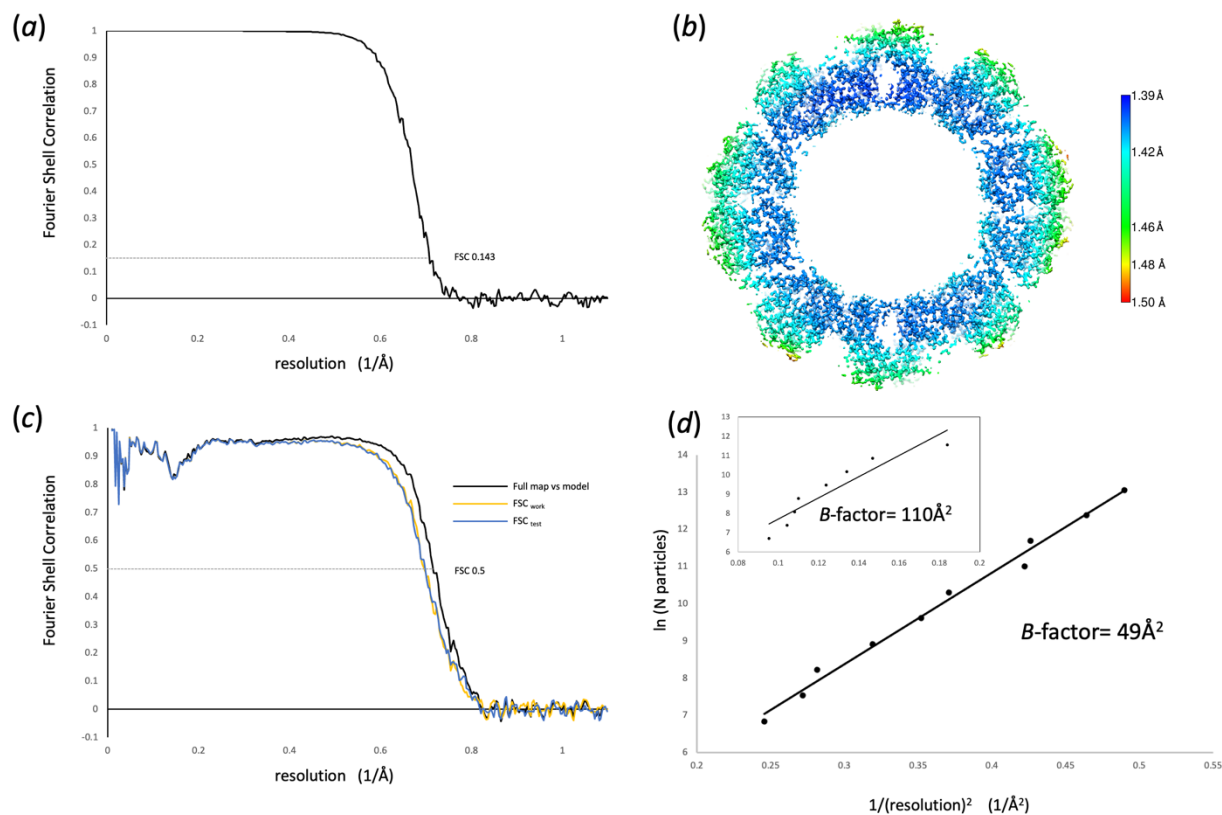 (a)
Fourier Shell Correlation
1
0.9
0.8
0.7
0.6
0.5
0.4
0.3
0.2
0.1
0
-0.1
FSC 0.143
0 0.2 0.4 0.6 0.8 1
resolution (1/Å)
(b)
1.39Å
1.42Å
1.46Å
1.48 Å
1.50 Å
(c)
Fourier Shell Correlation
1
0.9
0.8
0.7
0.6
0.5
0.4
0.3
0.2
0.1
0
-0.1
Full map vs model
FSC work
FSC test
FSC 0.5
0 0.2 0.4 0.6 0.8 1
resolution (1/Å)
(d)
ln (N particles)
14
13
12
11
10
9
8
7
6
13
12
11
10
9
8
7
6
0.08 0.1 0.12 0.14 0.16 0.18 0.2
B-factor= 110Å²
B-factor= 49Å²
0.2 0.25 0.3 0.35 0.4 0.45 0.5 0.55
1/(resolution)² (1/Å²)